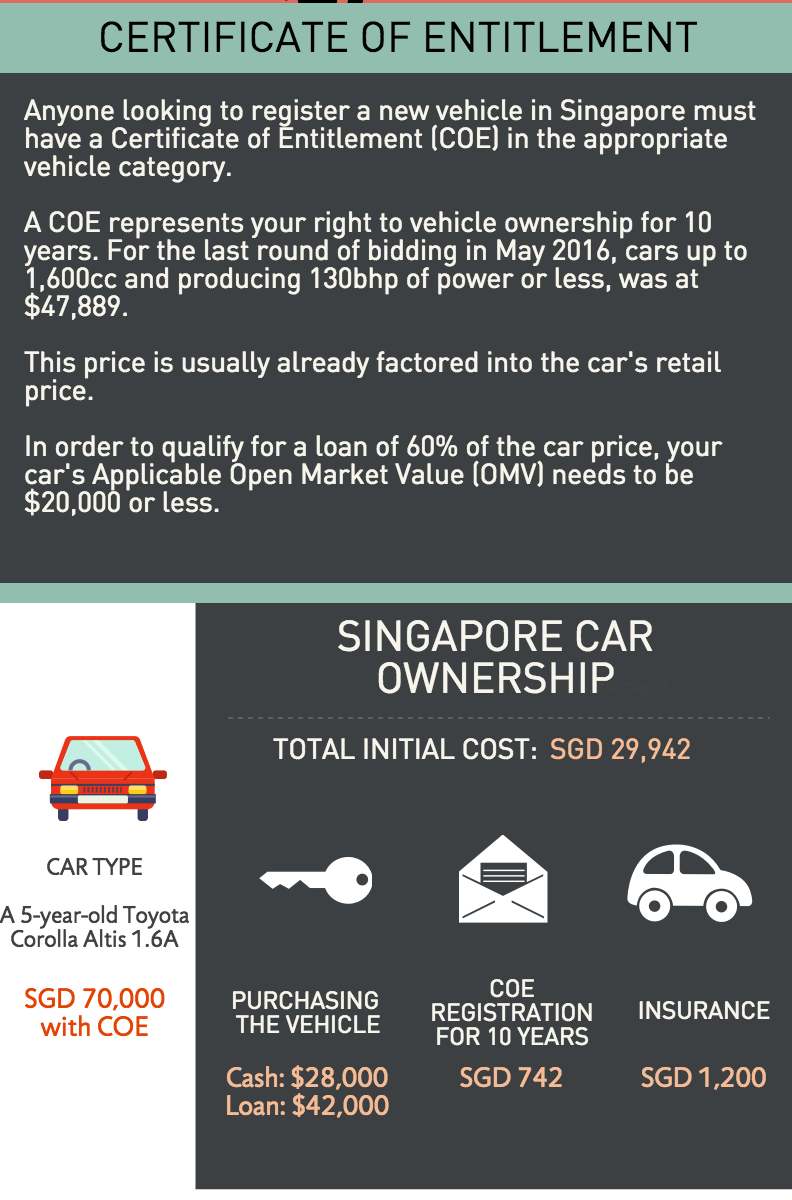 CERTIFICATE OF ENTITLEMENT
Anyone looking to register a new vehicle in Singapore must
have a Certificate of Entitlement (COE) in the appropriate
vehicle category.
A COE represents your right to vehicle ownership for 10
years. For the last round of bidding in May 2016, cars up to
1,600cc and producing 130bhp of power or less, was at
$47,889.
This price is usually already factored into the car's retail
price.
In order to qualify for a loan of 60% of the car price, your
car's Applicable Open Market Value (OMV) needs to be
$20,000 or less.
SINGAPORE CAR
OWNERSHIP
TOTAL INITIAL COST: SGD 29,942
CAR TYPE
A 5-year-old Toyota
Corolla Altis 1.6A
SGD 70,000
with COE
PURCHASING
THE VEHICLE
Cash: $28,000
Loan: $42,000
COE
REGISTRATION
FOR 10 YEARS
SGD 742
INSURANCE
SGD 1,200